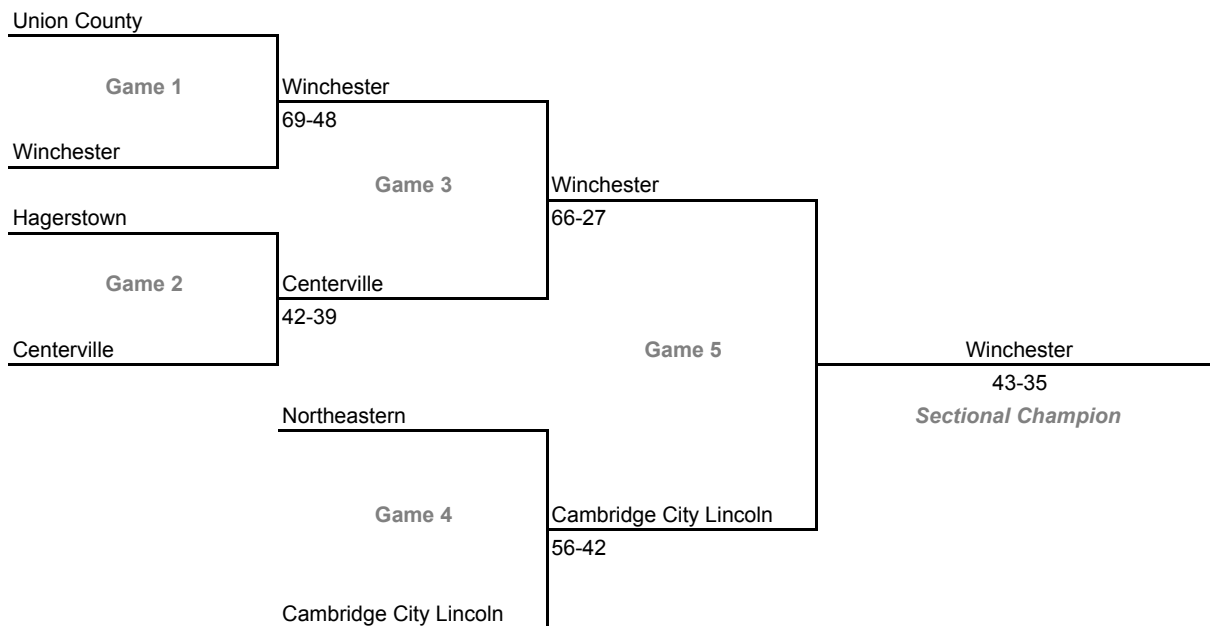 Union County
Game 1
Winchester
69-48
Winchester
Game 3
Winchester
66-27
Hagerstown
Game 2
Centerville
42-39
Centerville
Game 5
Winchester
43-35
Sectional Champion
Northeastern
Game 4
Cambridge City Lincoln
56-42
Cambridge City Lincoln